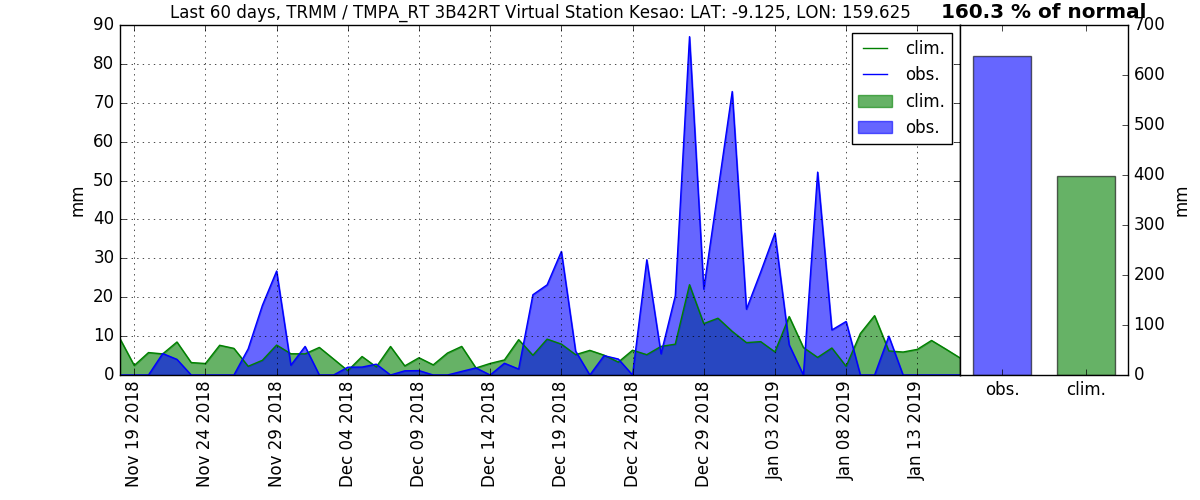 Last 60 days, TRMM / TMPA_RT 3B42RT Virtual Station Kesao: LAT: -9.125, LON: 159.625
160.3 % of normal
90
80
70
60
50
40
30
20
10
0
mm
clim.
obs.
clim.
obs.
Nov 19 2018
Nov 24 2018
Nov 29 2018
Dec 04 2018
Dec 09 2018
Dec 14 2018
Dec 19 2018
Dec 24 2018
Dec 29 2018
Jan 03 2019
Jan 08 2019
Jan 13 2019
700
600
500
400
300
200
100
0
mm
obs.
clim.